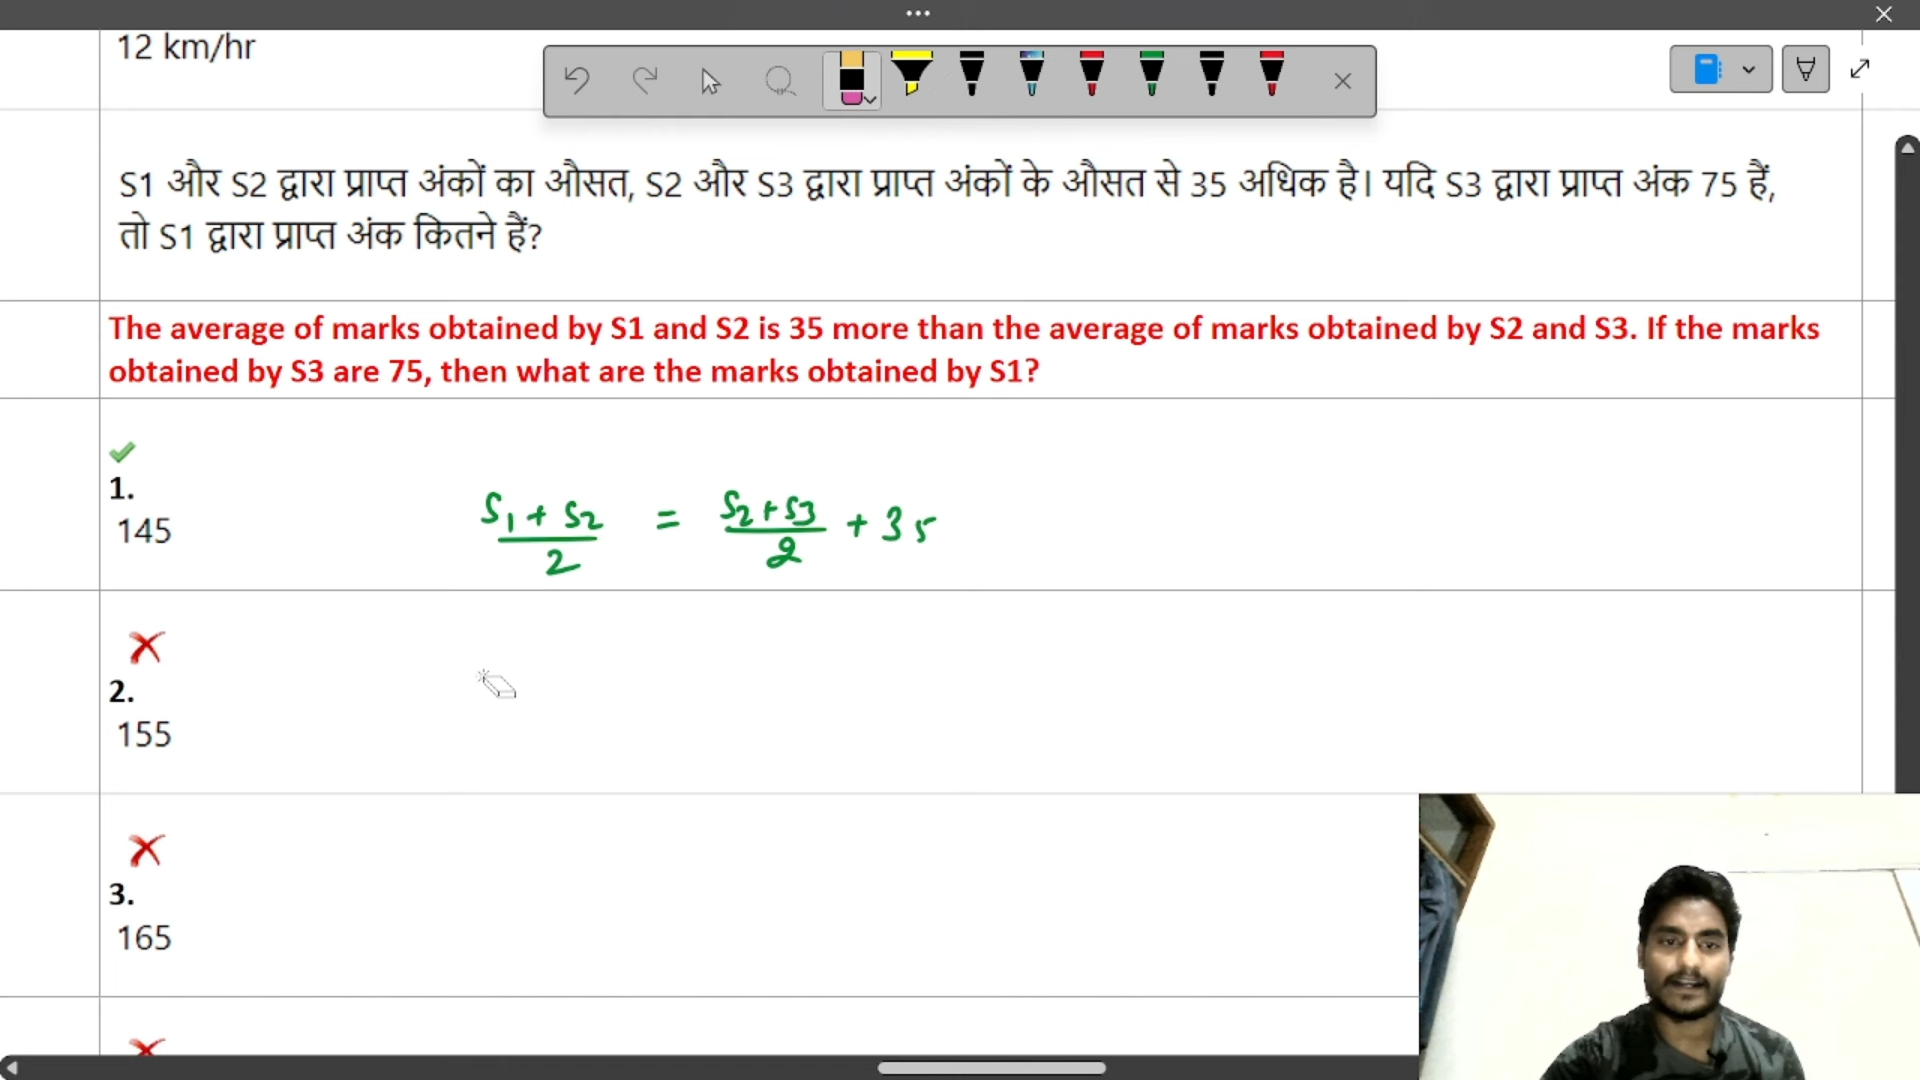 12 km/hr
S1 और S2 द्वारा प्राप्त अंकों का औसत, S2 और S3 द्वारा प्राप्त अंकों के औसत से 35 अधिक है। यदि S3 द्वारा प्राप्त अंक 75 हैं,
तो S1 द्वारा प्राप्त अंक कितने हैं?
The average of marks obtained by S1 and S2 is 35 more than the average of marks obtained by S2 and S3. If the marks
obtained by S3 are 75, then what are the marks obtained by S1?
1.
145
S1 + S2 / 2 = S2 + S3 / 2 + 35
2.
155
3.
165